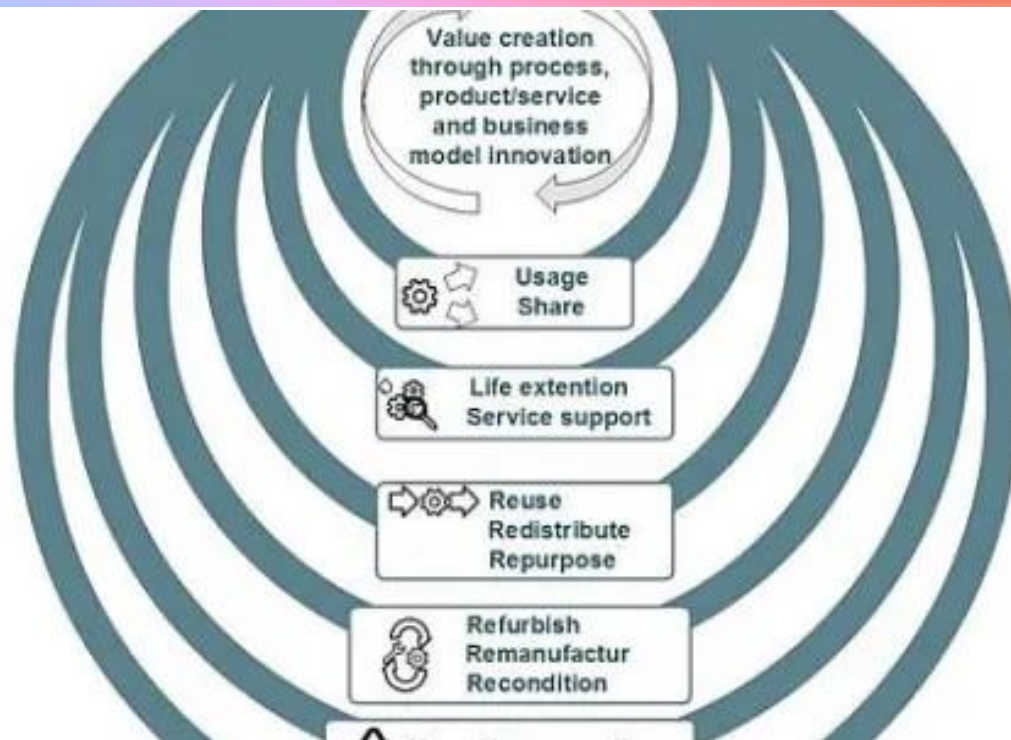 Value creation
through process,
product/service
and business
model innovation
Usage
Share
Life extention
Service support
Reuse
Redistribute
Repurpose
Refurbish
Remanufactur
Recondition